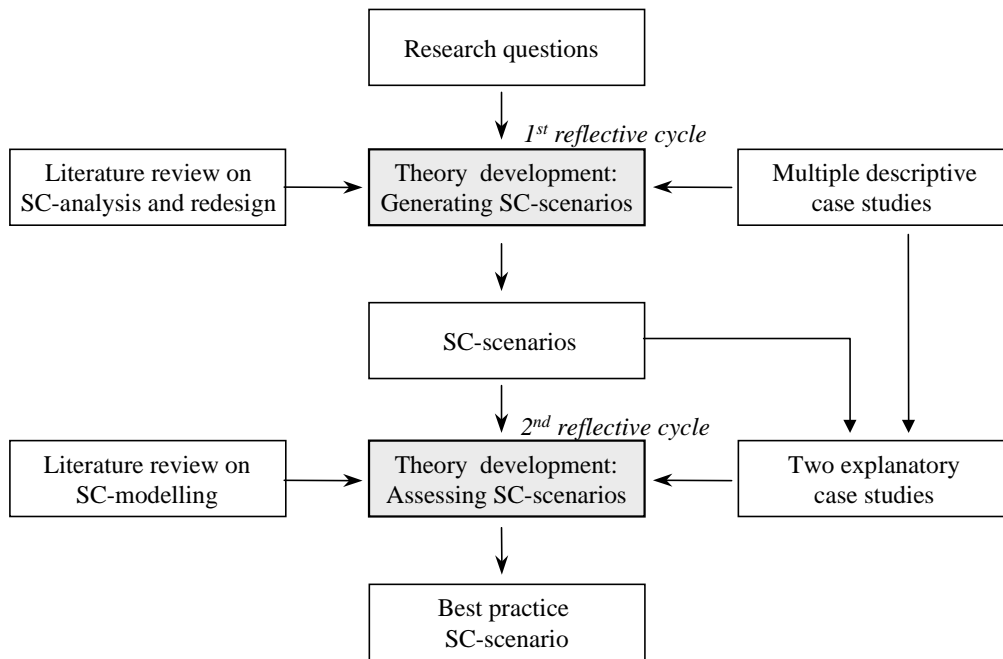 Research questions
1st reflective cycle
Literature review on
SC-analysis and redesign
Theory development:
Generating SC-scenarios
Multiple descriptive
case studies
SC-scenarios
2nd reflective cycle
Literature review on
SC-modelling
Theory development:
Assessing SC-scenarios
Two explanatory
case studies
Best practice
SC-scenario